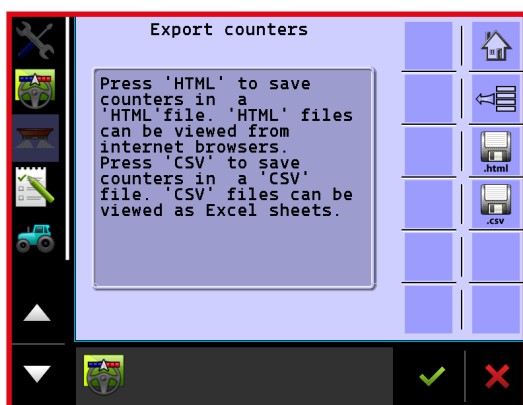 Export counters
Press 'HTML' to save
counters in  a
'HTML'file. 'HTML' files
can be viewed from
internet browsers.
Press 'CSV' to save
counters in  a 'CSV'
file. 'CSV' files can be
viewed as Excel sheets.
.html
.csv